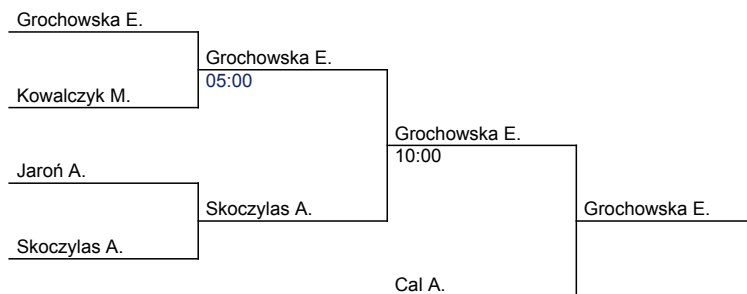 Grochowska E.
Grochowska E.
05:00
Kowalczyk M.
Grochowska E.
10:00
Jaroń A.
Skoczylas A.
Grochowska E.
Skoczylas A.
Cal A.